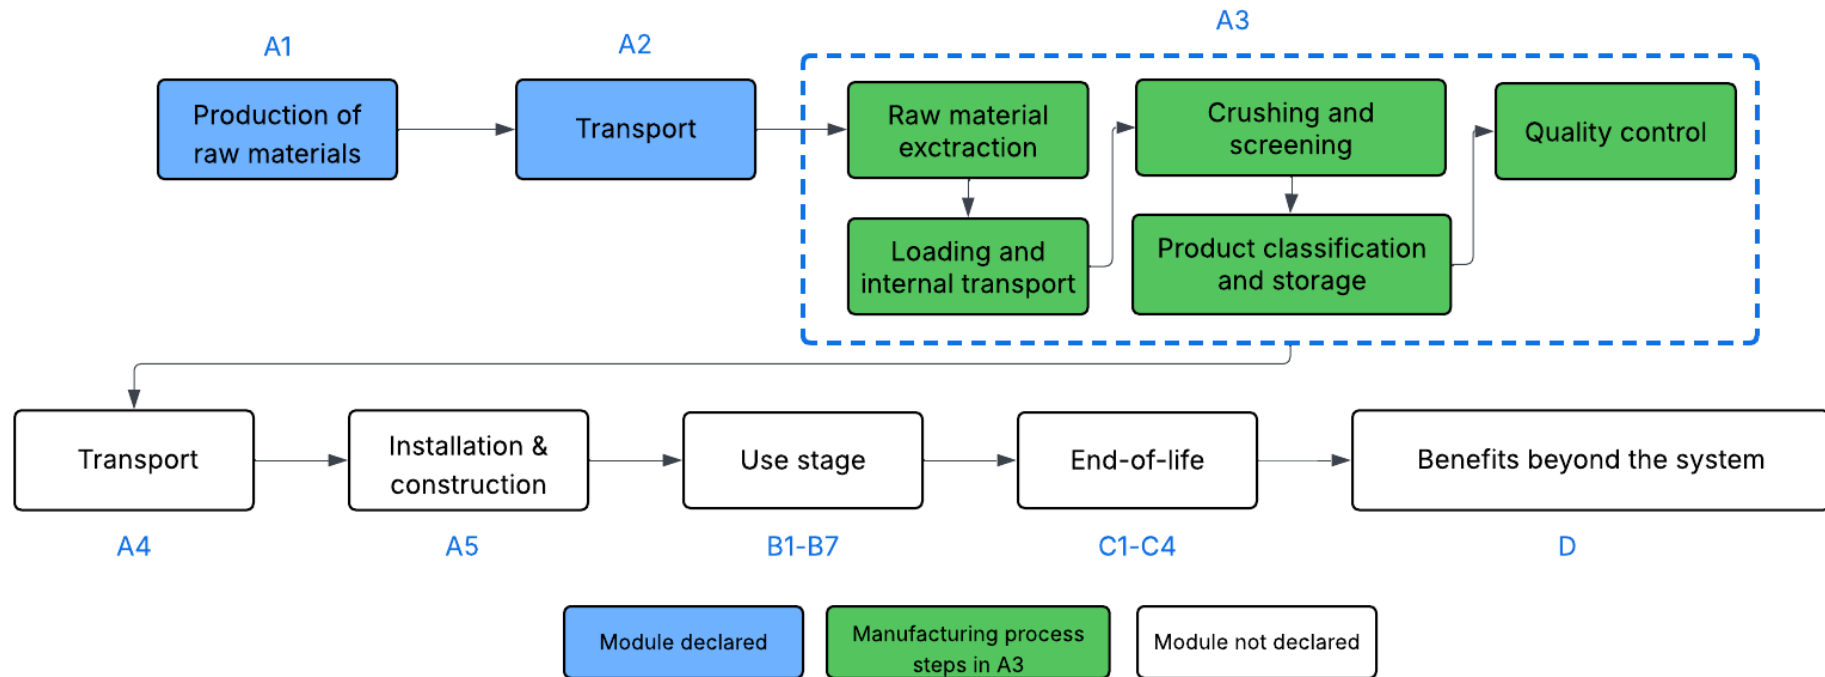 A1
A2
A3
Production of
raw materials
Transport
Raw material
exctraction
Crushing and
screening
Quality control
Loading and
internal transport
Product classification
and storage
Transport
Installation &
construction
Use stage
End-of-life
Benefits beyond the system
A4
A5
B1-B7
C1-C4
D
Module declared
Manufacturing process
steps in A3
Module not declared